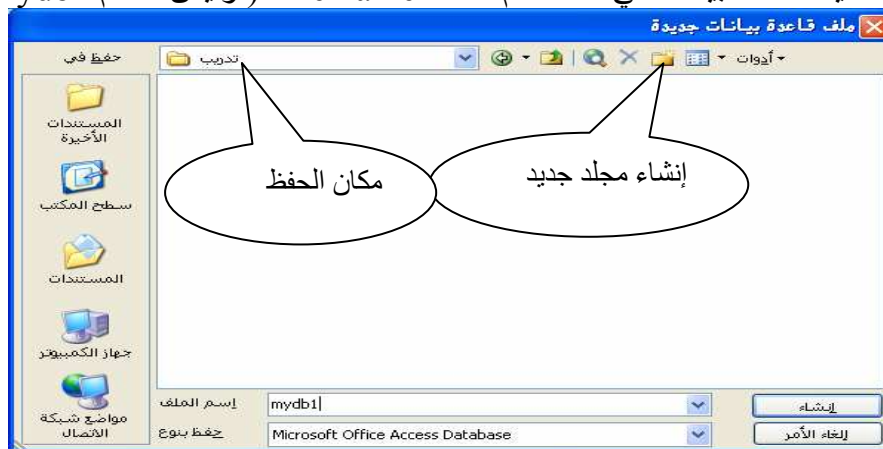 ملف قاعدة بيانات جديدة
حفظ في
تدريب
أدوات
المستندات
الأخيرة
سطح المكتب
المستندات
جهاز الكمبيوتر
مواضع شبكة
الاتصال
مكان الحفظ
إنشاء مجلد جديد
إسم الملف
mydb1
إنشاء
حفظ بنوع
Microsoft Office Access Database
إلغاء الأمر